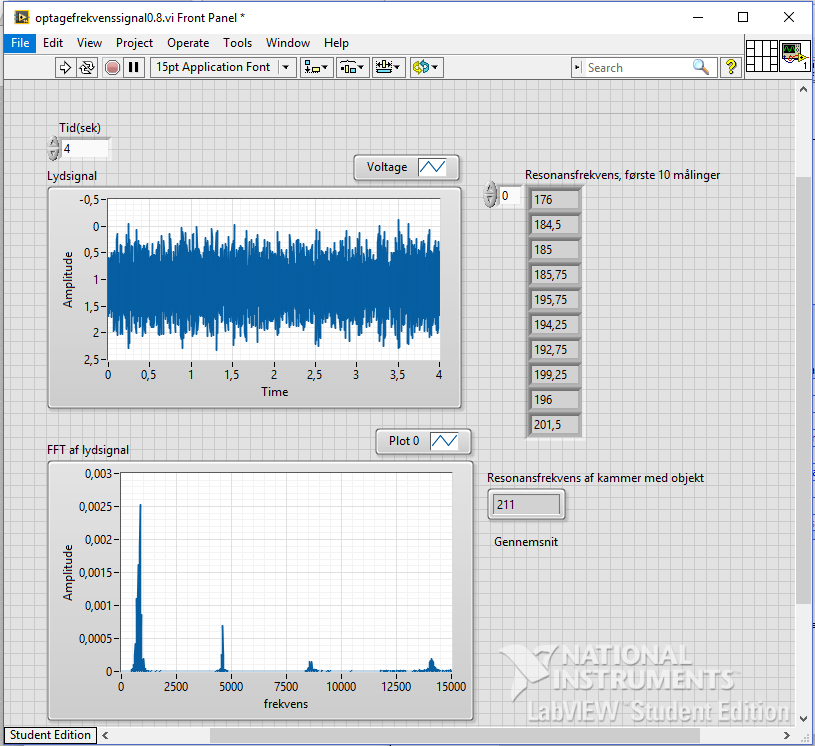 optagefrekvenssignal0.8.vi Front Panel *
File Edit View Project Operate Tools Window Help
15pt Application Font
Search
?
1
Tid(sek)
4
Lydsignal
Voltage
-0,5
0
0,5
1
1,5
2
2,5
Amplitude
0 0,5 1 1,5 2 2,5 3 3,5 4
Time
Resonansfrekvens, første 10 målinger
0
176
184,5
185
185,75
195,75
194,25
192,75
199,25
196
201,5
FFT af lydsignal
Plot 0
0,003
0,0025
0,002
0,0015
0,001
0,0005
0
Amplitude
0 2500 5000 7500 10000 12500 15000
frekvens
Resonansfrekvens af kammer med objekt
211
Gennemsnit
NATIONAL
INSTRUMENTS™
LabVIEW™ Student Edition
Student Edition